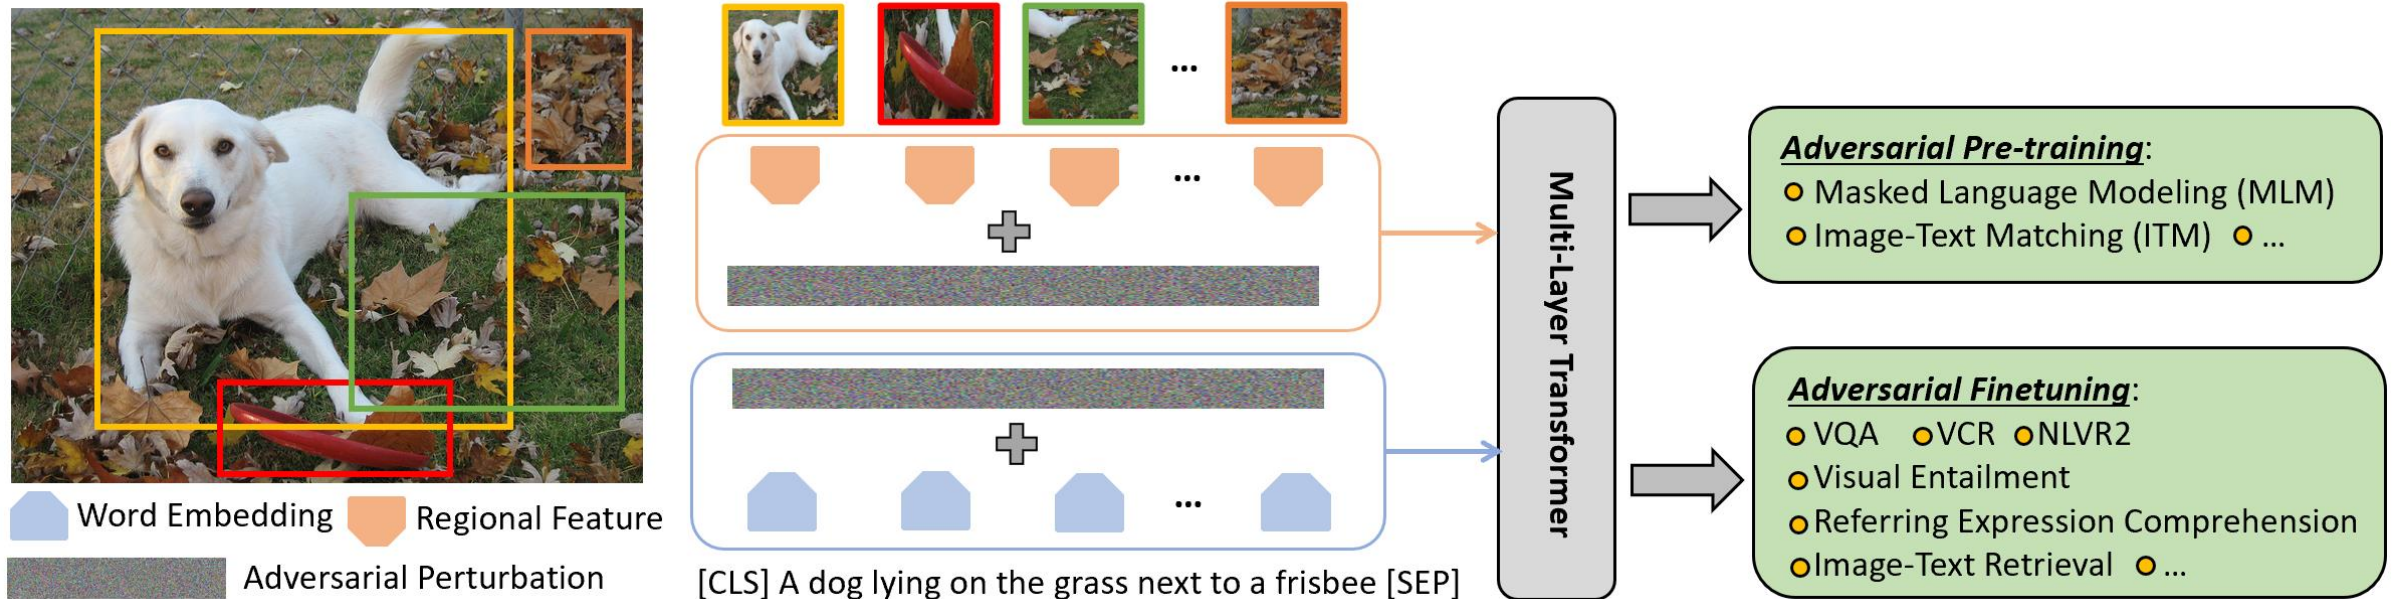 Word Embedding
Regional Feature
Adversarial Perturbation
...
...
...
[CLS] A dog lying on the grass next to a frisbee [SEP]
Multi-Layer Transformer
Adversarial Pre-training:
Masked Language Modeling (MLM)
Image-Text Matching (ITM) ...
Adversarial Finetuning:
VQA VCR NLVR2
Visual Entailment
Referring Expression Comprehension
Image-Text Retrieval ...